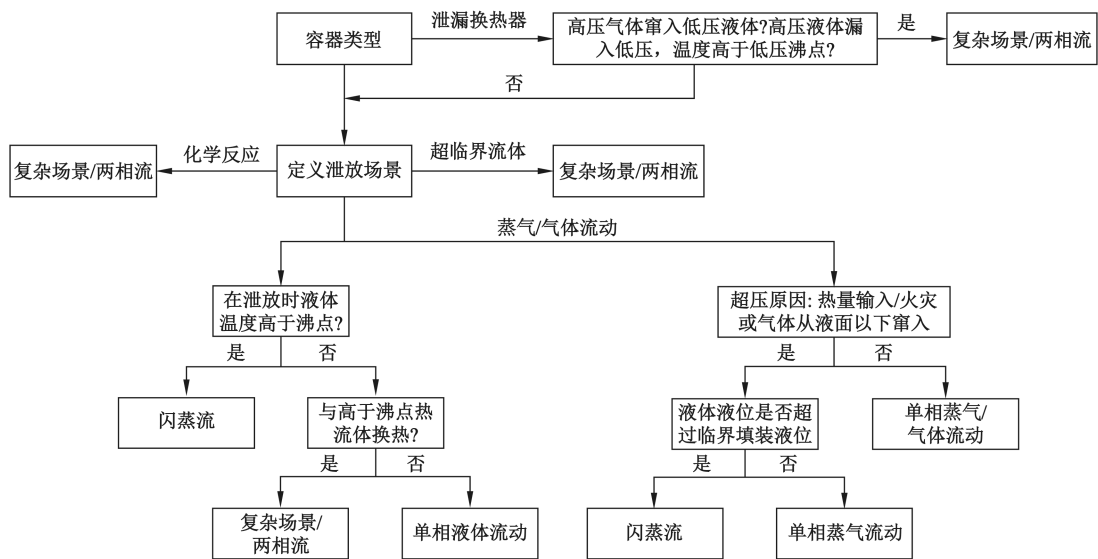 容器类型
泄漏换热器
高压气体窜入低压液体?高压液体漏
入低压，温度高于低压沸点?
是
复杂场景/两相流
否
复杂场景/两相流
化学反应
定义泄放场景
超临界流体
复杂场景/两相流
蒸气/气体流动
在泄放时液体
温度高于沸点?
超压原因: 热量输入/火灾
或气体从液面以下窜入
是
否
是
否
闪蒸流
与高于沸点热
流体换热?
液体液位是否超
过临界填装液位
单相蒸气/
气体流动
是
否
是
否
复杂场景/
两相流
单相液体流动
闪蒸流
单相蒸气流动